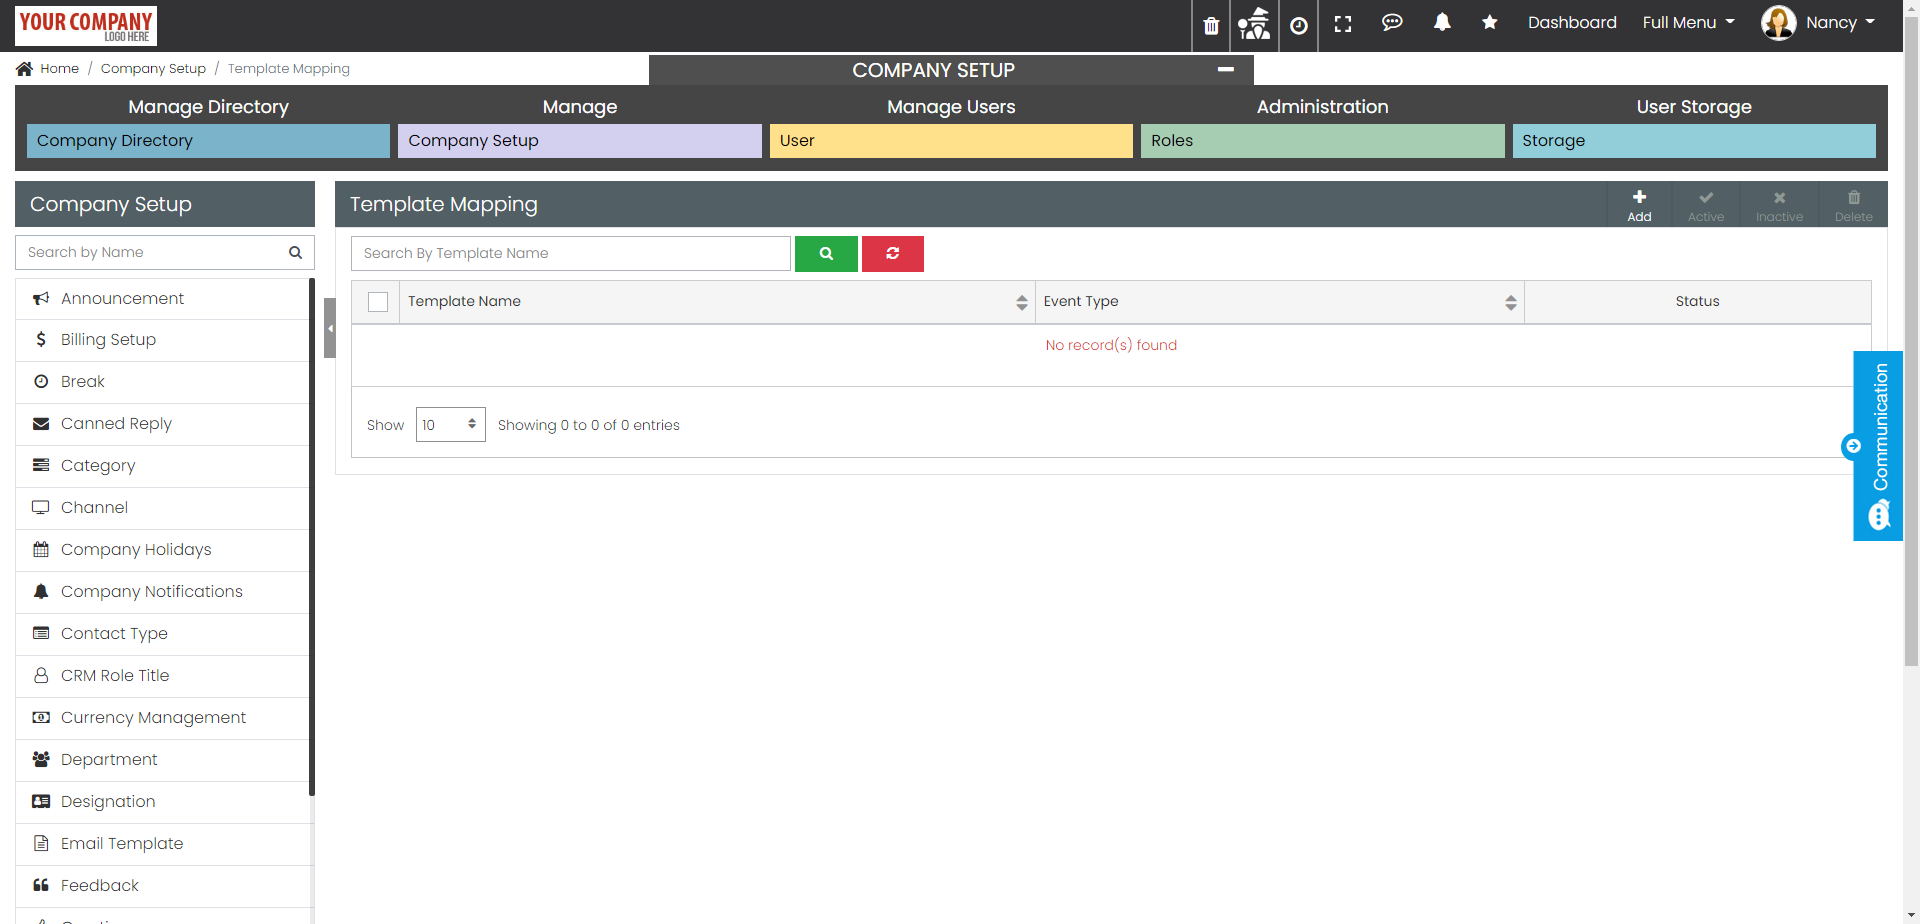 YOUR COMPANY
LOGO HERE
Dashboard
Full Menu
Nancy
Home / Company Setup / Template Mapping
COMPANY SETUP
Manage Directory
Manage
Manage Users
Administration
User Storage
Company Directory
Company Setup
User
Roles
Storage
Company Setup
Search by Name
Announcement
Billing Setup
Break
Canned Reply
Category
Channel
Company Holidays
Company Notifications
Contact Type
CRM Role Title
Currency Management
Department
Designation
Email Template
Feedback
Template Mapping
Add
Active
Inactive
Delete
Search By Template Name
Template Name
Event Type
Status
No record(s) found
Show 10 Showing 0 to 0 of 0 entries
Communication